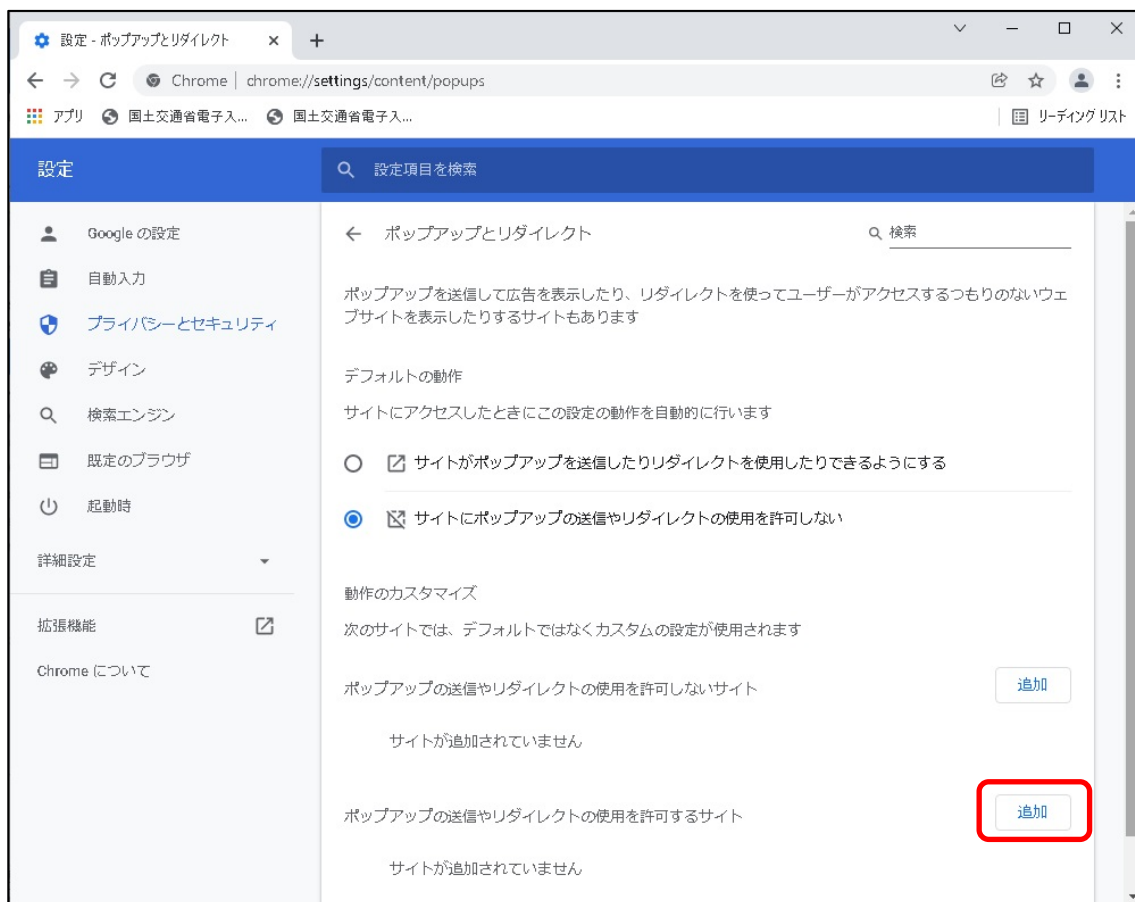 設定 - ポップアップとリダイレクト
Chrome | chrome://settings/content/popups
アプリ 国土交通省電子入... 国土交通省電子入... リーディング リスト
設定 設定項目を検索
Google の設定
自動入力
プライバシーとセキュリティ
デザイン
検索エンジン
既定のブラウザ
起動時
詳細設定
拡張機能
Chrome について
ポップアップとリダイレクト 検索
ポップアップを送信して広告を表示したり、リダイレクトを使ってユーザーがアクセスするつもりのないウェ
ブサイトを表示したりするサイトもあります
デフォルトの動作
サイトにアクセスしたときにこの設定の動作を自動的に行います
サイトがポップアップを送信したりリダイレクトを使用したりできるようにする
サイトにポップアップの送信やリダイレクトの使用を許可しない
動作のカスタマイズ
次のサイトでは、デフォルトではなくカスタムの設定が使用されます
ポップアップの送信やリダイレクトの使用を許可しないサイト 追加
サイトが追加されていません
ポップアップの送信やリダイレクトの使用を許可するサイト 追加
サイトが追加されていません